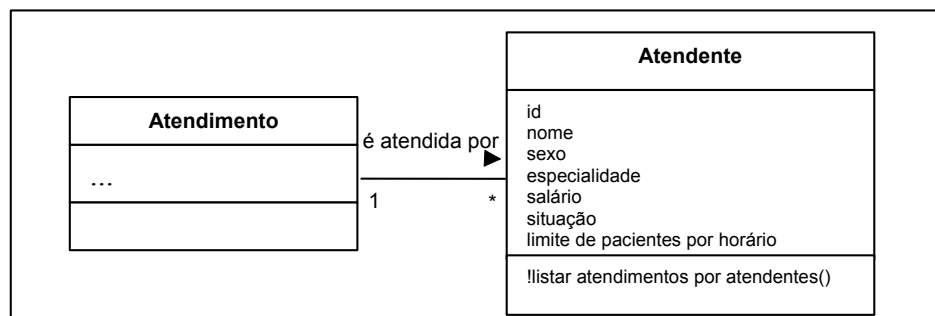 Atendimento
...
é atendida por
1
*
Atendente
id
nome
sexo
especialidade
salário
situação
limite de pacientes por horário
!listar atendimentos por atendentes()